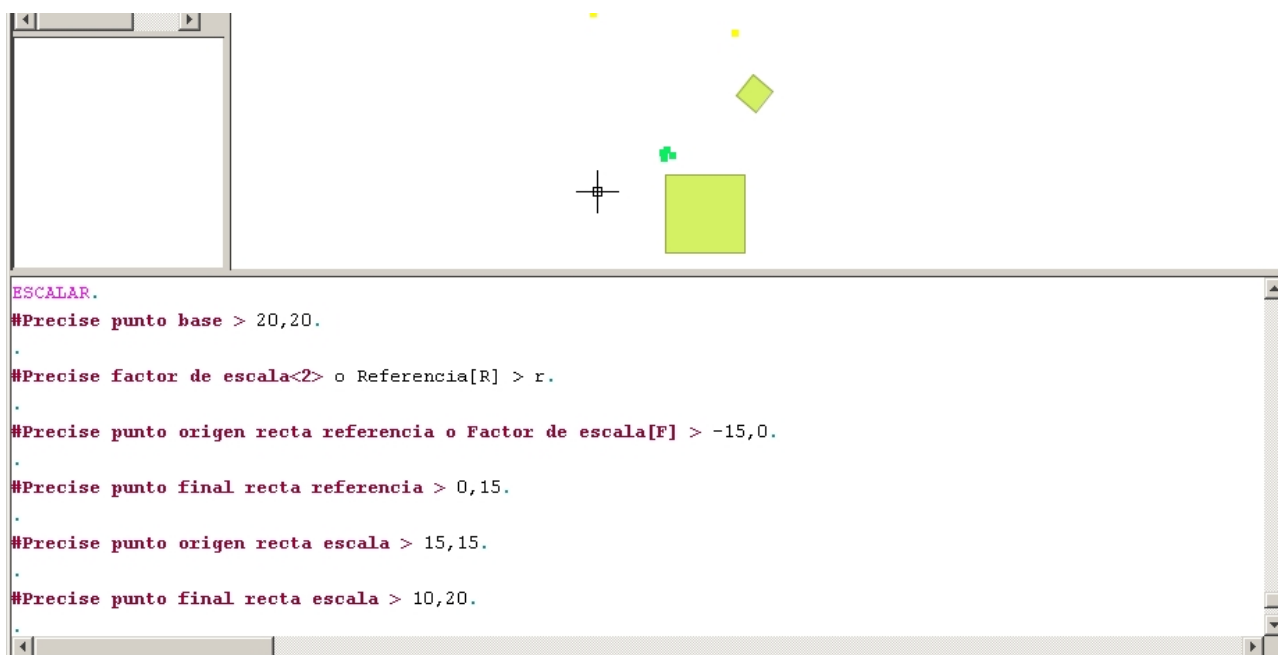 ESCALAR.
#Precise punto base > 20,20.
.
#Precise factor de escala<2> o Referencia[R] > r.
.
#Precise punto origen recta referencia o Factor de escala[F] > -15,0.
.
#Precise punto final recta referencia > 0,15.
.
#Precise punto origen recta escala > 15,15.
.
#Precise punto final recta escala > 10,20.
.